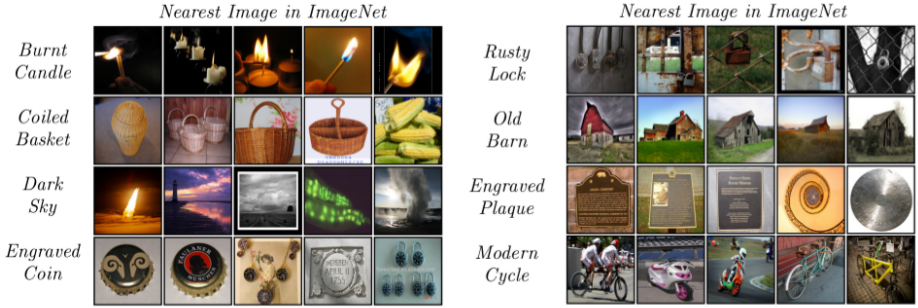 Nearest Image in ImageNet
Burnt
Candle
Coiled
Basket
Dark
Sky
Engraved
Coin
Nearest Image in ImageNet
Rusty
Lock
Old
Barn
Engraved
Plaque
Modern
Cycle